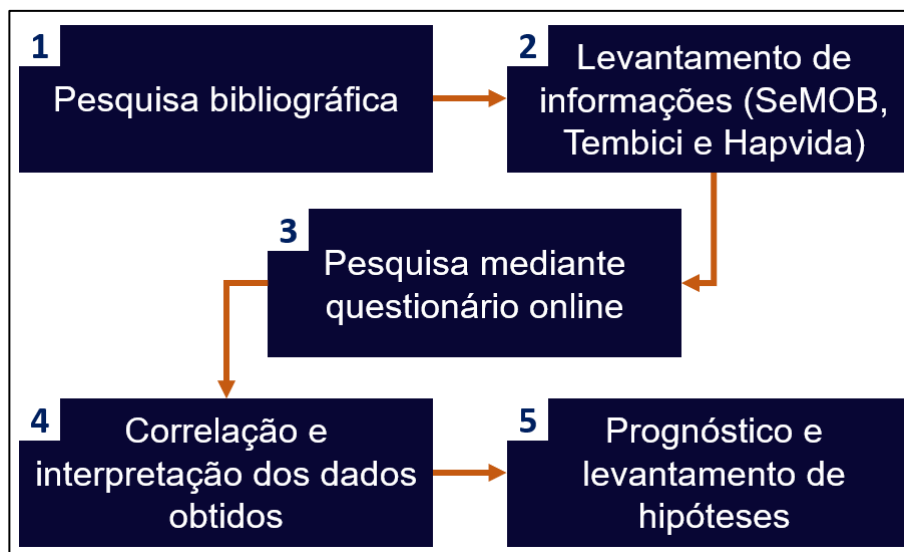 1
Pesquisa bibliográfica
2
Levantamento de
informações (SeMOB,
Tembici e Hapvida)
3
Pesquisa mediante
questionário online
4
Correlação e
interpretação dos dados
obtidos
5
Prognóstico e
levantamento de
hipóteses